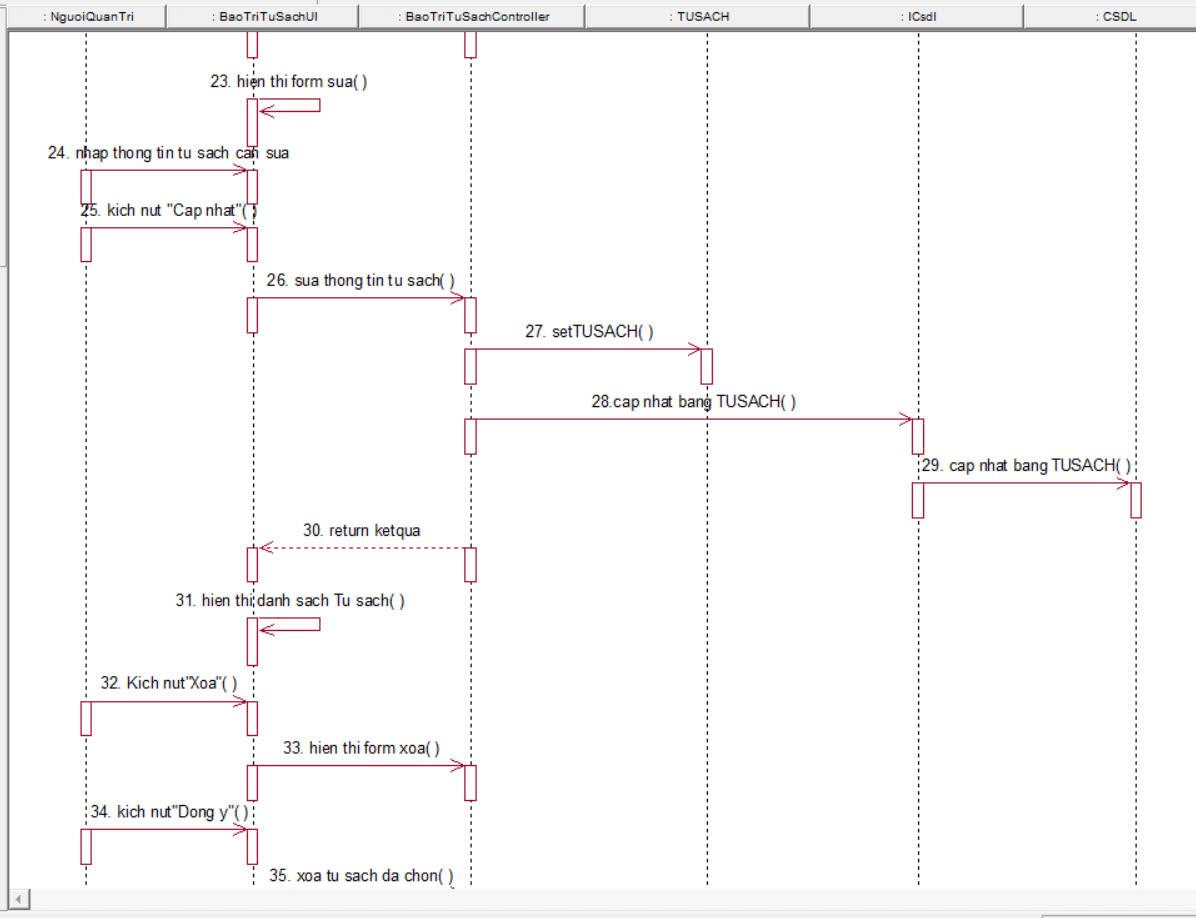 : NguoiQuanTri : BaoTriTuSachUI : BaoTriTuSachController : TUSACH : ICsdl : CSDL
23. hien thi form sua( )
24. nhap thong tin tu sach can sua
25. kich nut "Cap nhat"( )
26. sua thong tin tu sach( )
27. setTUSACH( )
28.cap nhat bang TUSACH( )
29. cap nhat bang TUSACH( )
30. return ketqua
31. hien thi danh sach Tu sach( )
32. Kich nut"Xoa"( )
33. hien thi form xoa( )
34. kich nut"Dong y"( )
35. xoa tu sach da chon( )